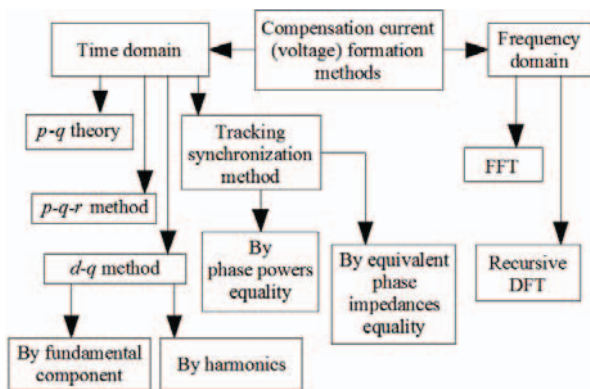 Time domain
Compensation current
(voltage) formation
methods
Frequency
domain
p-q theory
Tracking
synchronization
method
FFT
p-q-r method
By
phase powers
equality
By equivalent
phase
impedances
equality
Recursive
DFT
d-q method
By fundamental
component
By harmonics